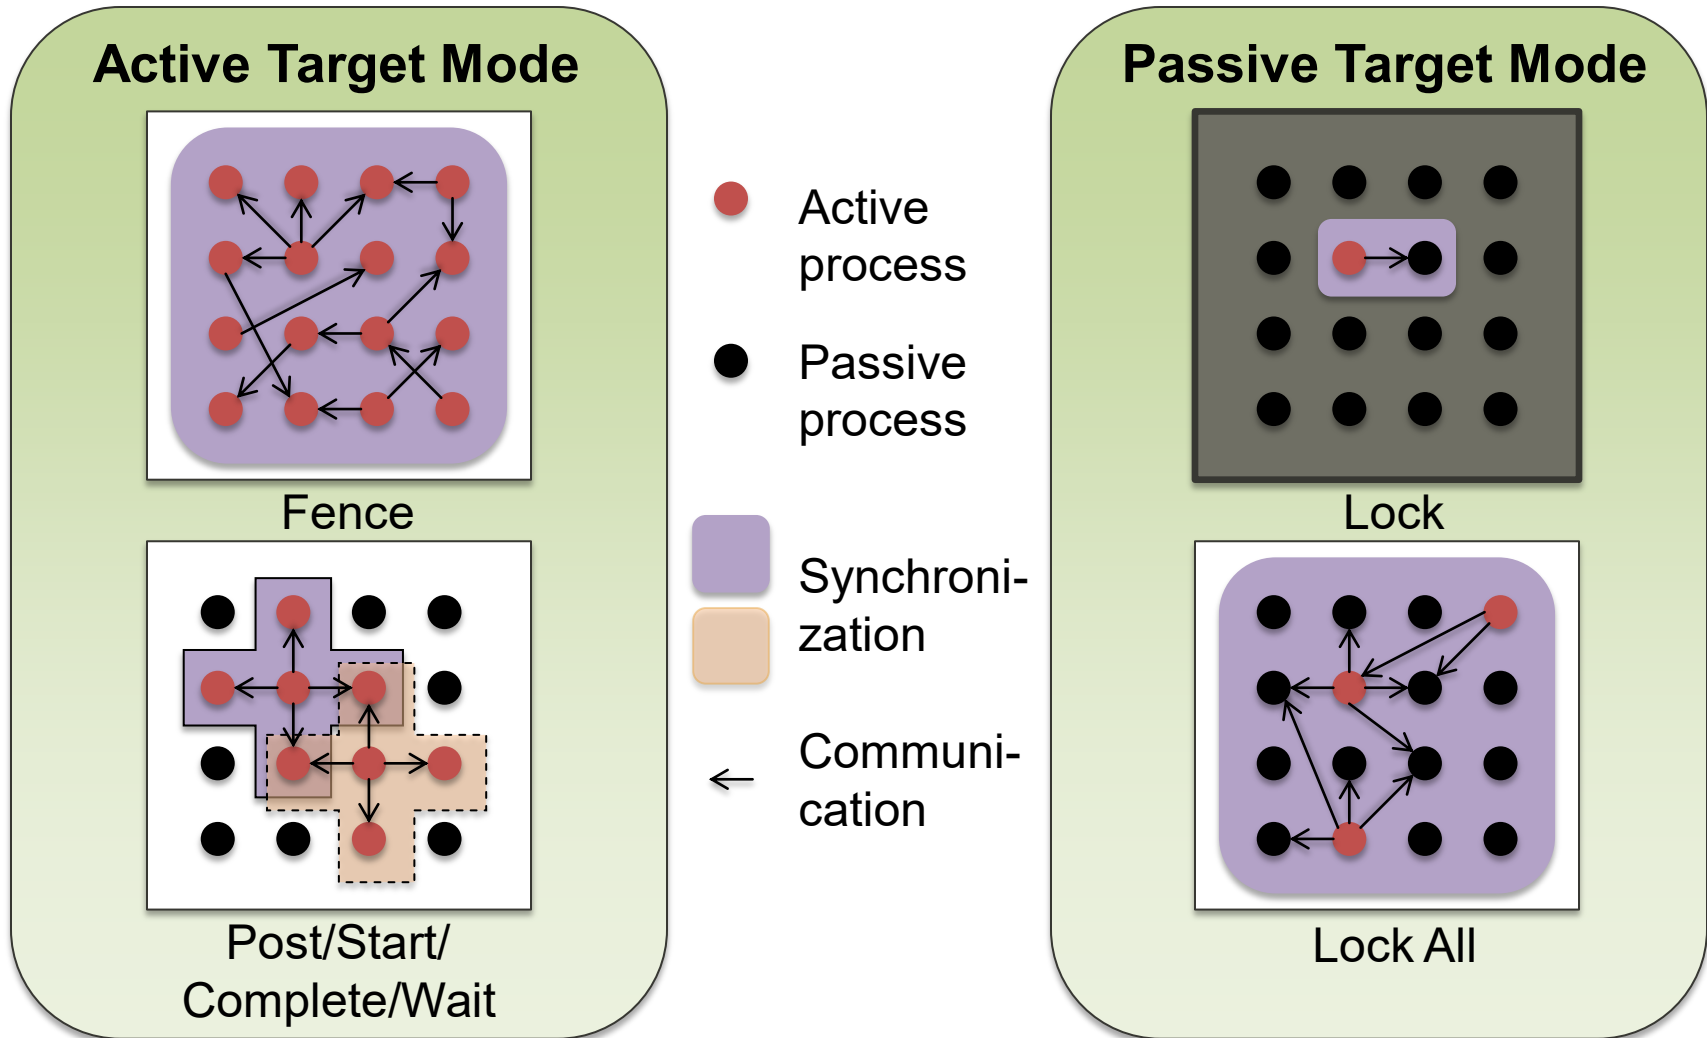 Active Target Mode
Fence
Post/Start/
Complete/Wait
Active
process
Passive
process
Synchroni-
zation
Communi-
cation
Passive Target Mode
Lock
Lock All